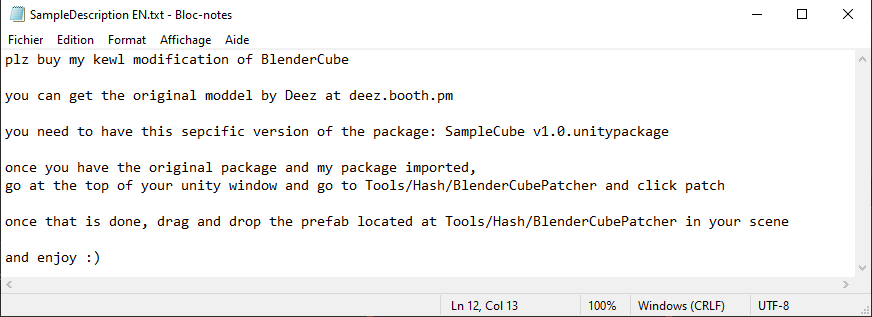 SampleDescription EN.txt - Bloc-notes
Fichier Edition Format Affichage Aide
plz buy my kewl modification of BlenderCube
you can get the original moddel by Deez at deez.booth.pm
you need to have this sepcific version of the package: SampleCube v1.0.unitypackage
once you have the original package and my package imported,
go at the top of your unity window and go to Tools/Hash/BlenderCubePatcher and click patch
once that is done, drag and drop the prefab located at Tools/Hash/BlenderCubePatcher in your scene
and enjoy :)
Ln 12, Col 13 100% Windows (CRLF) UTF-8